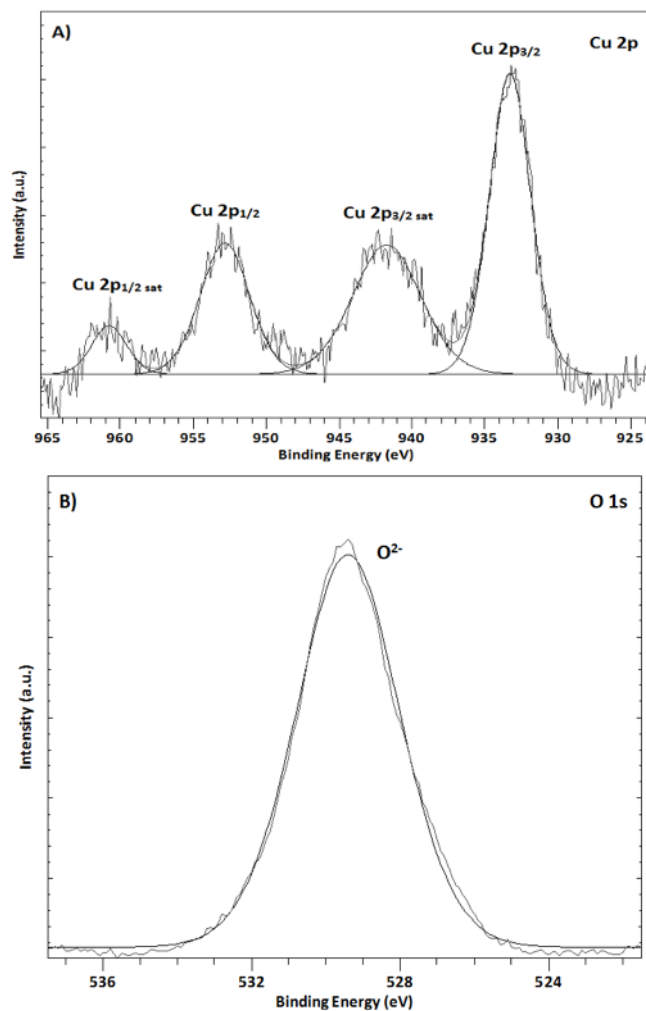 A)
Cu 2p3/2
Cu 2p
Cu 2p1/2
Cu 2p3/2 sat
Cu 2p1/2 sat
Intensity (a.u.)
965 960 955 950 945 940 935 930 925
Binding Energy (eV)
B)
O 1s
O2-
Intensity (a.u.)
536 532 528 524
Binding Energy (eV)